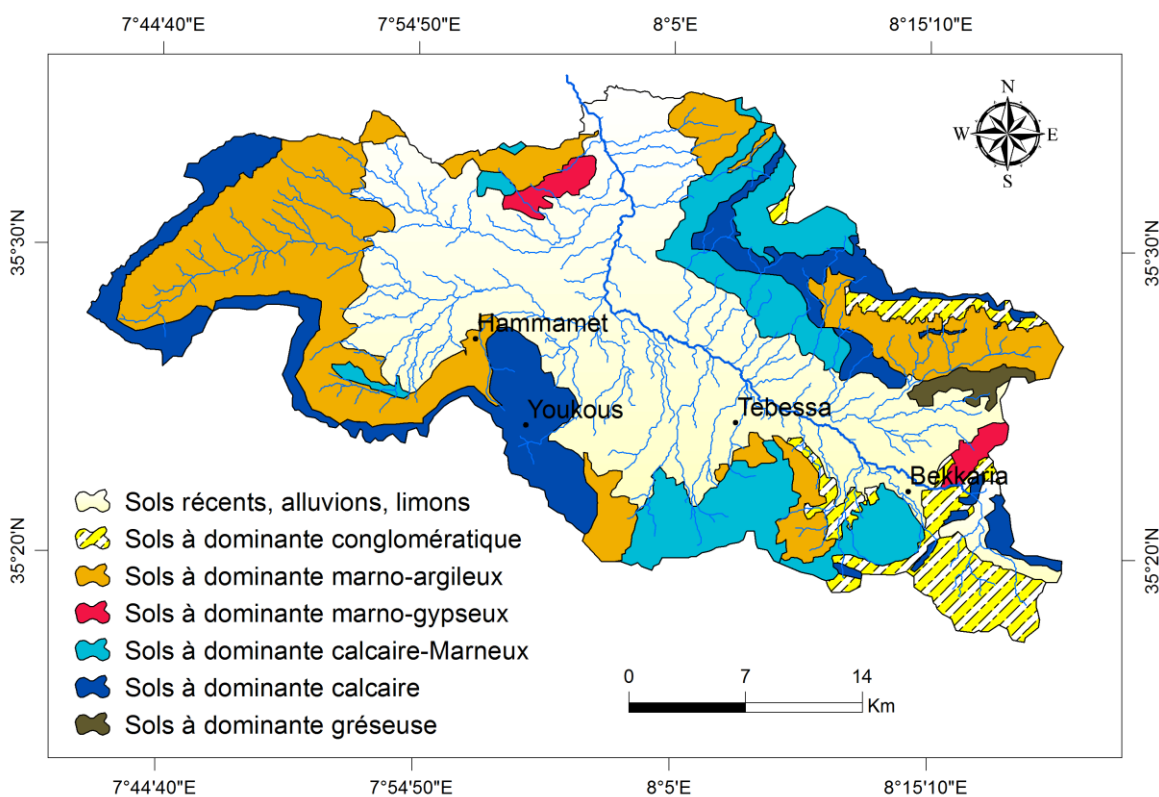 7°44'40"E 7°54'50"E 8°5'E 8°15'10"E
N
W E
S
35°30'N 35°30'N
Hammamet
Youkous Tebessa
Bekkaria
Sols récents, alluvions, limons
Sols à dominante conglomératique
35°20'N 35°20'N
Sols à dominante marno-argileux
Sols à dominante marno-gypseux
Sols à dominante calcaire-Marneux
Sols à dominante calcaire
Sols à dominante gréseuse
0 7 14
Km
7°44'40"E 7°54'50"E 8°5'E 8°15'10"E